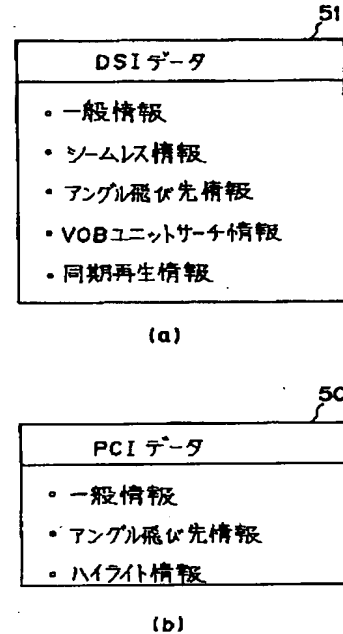 51
DSIデータ
・一般情報
・シームレス情報
・アングル飛び先情報
・VOBユニットサーチ情報
・同期再生情報
(a)
50
PCIデータ
・一般情報
・アングル飛び先情報
・ハイライト情報
(b)